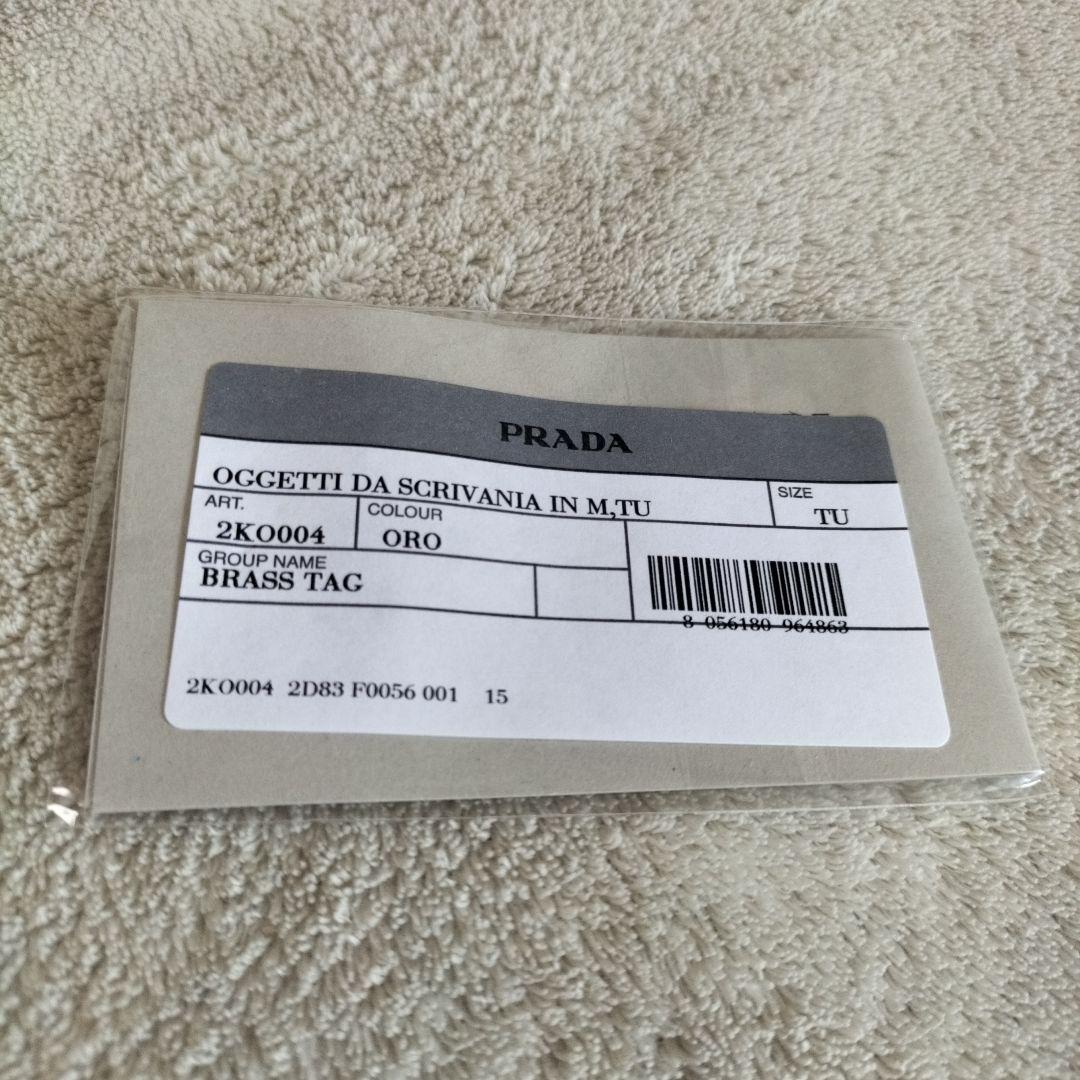 PRADA
OGGETTI DA SCRIVANIA IN M,TU
SIZE
TU
ART.
2KO004
COLOUR
ORO
GROUP NAME
BRASS TAG
8 056180 964863
2KO004 2D83 F0056 001 15